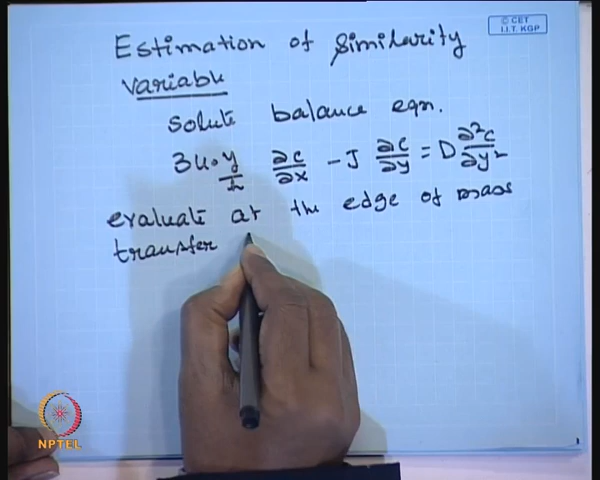 © CET
I.I.T. KGP
Estimation of Similarity
variable
Solute balance eqn.
3u₀ y/h ∂c/∂x - J ∂c/∂y = D ∂²c/∂y²
evaluate at the edge of mass
transfer
NPTEL